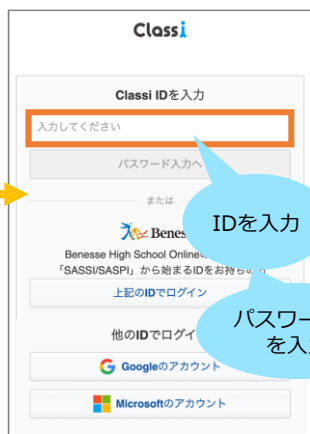 Classi
Classi IDを入力
入力してください
パスワード入力へ
または
IDを入力
Benesse High School Online
「SASSI/SASPI」から始まるIDをお持ち
上記のIDでログイン
パスワー
を入
他のIDでログイ
Googleのアカウント
Microsoftのアカウント